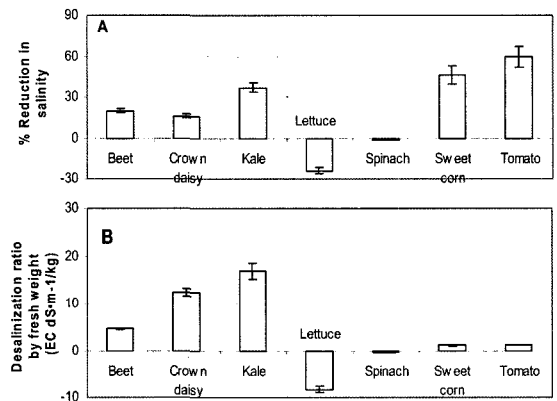 90
A
60
30
0
-30
% Reduction in
salinity
Lettuce
Beet Crown Kale Spinach Sweet Tomato
daisy corn
30
B
20
10
0
-10
Desalinization ratio
by fresh weight
(EC dS•m-1/kg)
Lettuce
Beet Crown Kale Spinach Sweet Tomato
daisy corn